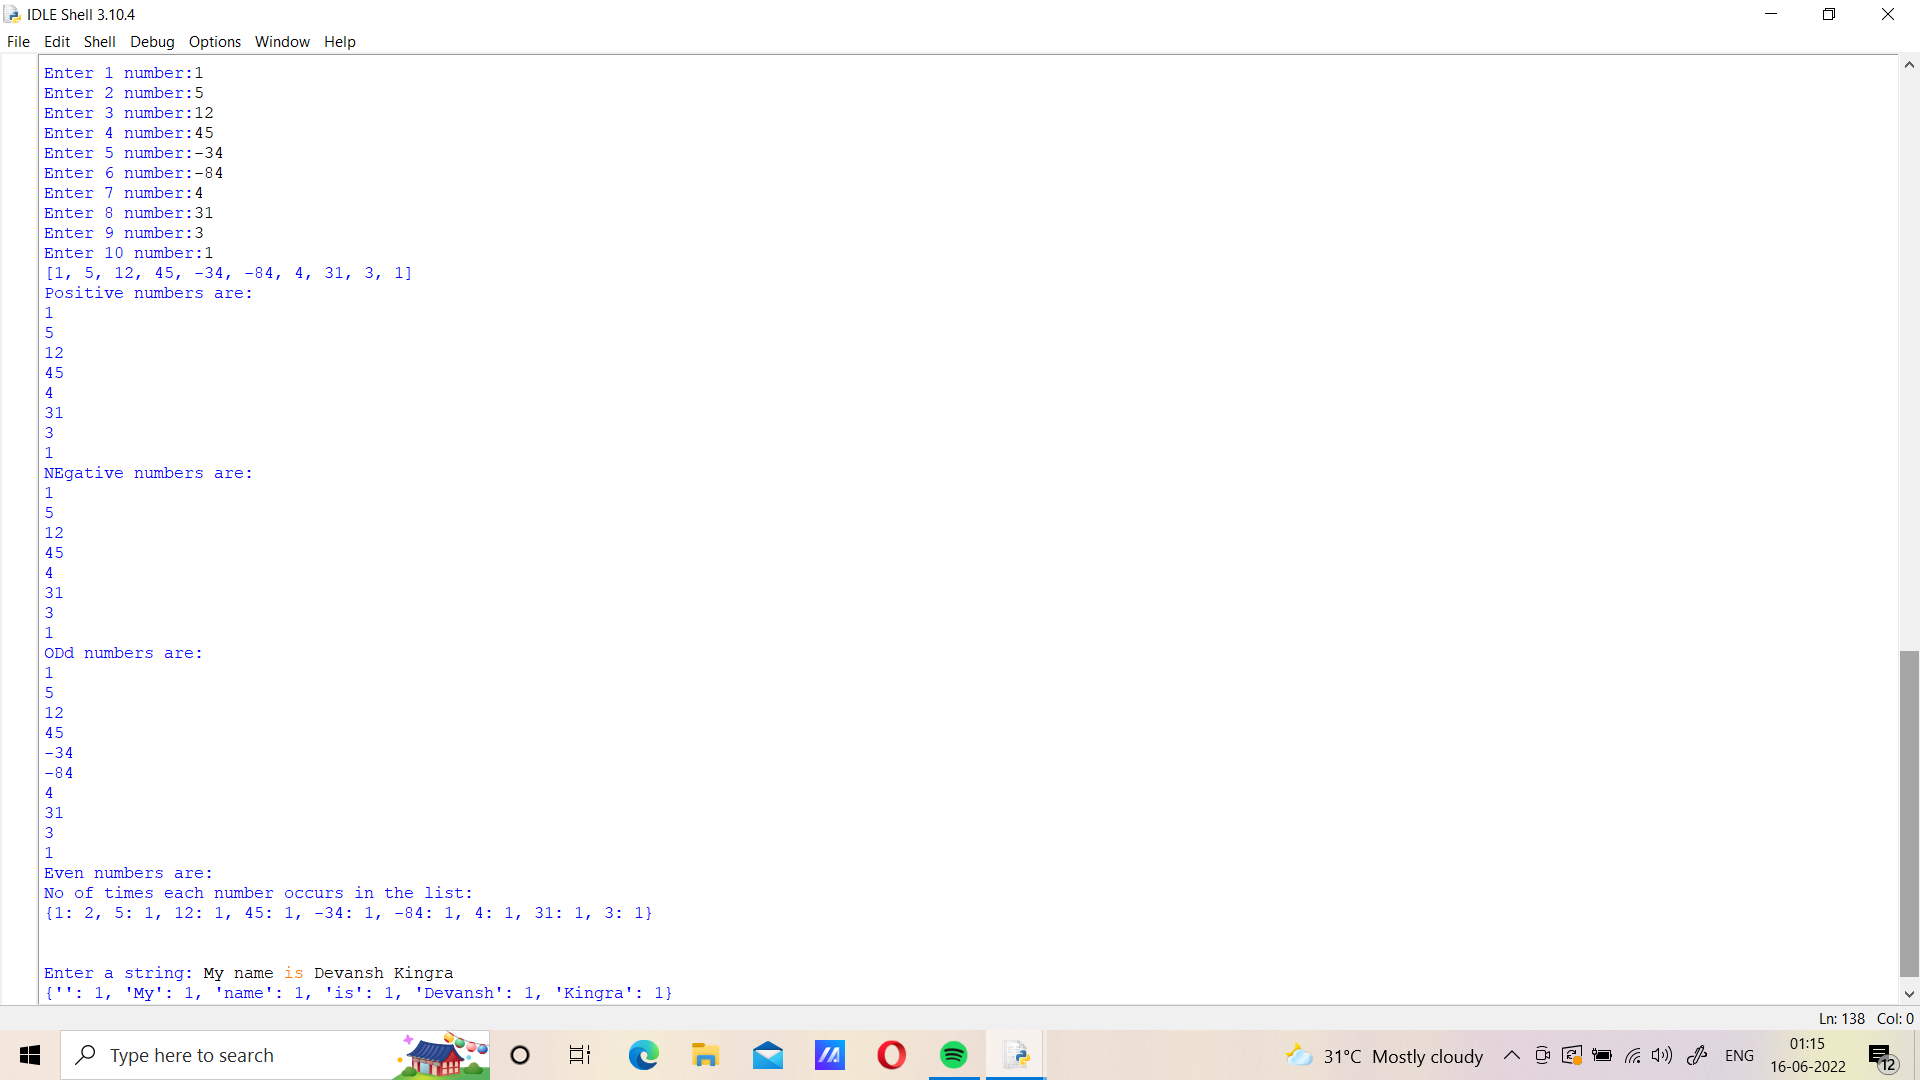 IDLE Shell 3.10.4
File Edit Shell Debug Options Window Help
Enter 1 number:1
Enter 2 number:5
Enter 3 number:12
Enter 4 number:45
Enter 5 number:-34
Enter 6 number:-84
Enter 7 number:4
Enter 8 number:31
Enter 9 number:3
Enter 10 number:1
[1, 5, 12, 45, -34, -84, 4, 31, 3, 1]
Positive numbers are:
1
5
12
45
4
31
3
1
NEgative numbers are:
1
5
12
45
4
31
3
1
ODd numbers are:
1
5
12
45
-34
-84
4
31
3
1
Even numbers are:
No of times each number occurs in the list:
{1: 2, 5: 1, 12: 1, 45: 1, -34: 1, -84: 1, 4: 1, 31: 1, 3: 1}
Enter a string: My name is Devansh Kingra
{'': 1, 'My': 1, 'name': 1, 'is': 1, 'Devansh': 1, 'Kingra': 1}
Ln: 138 Col: 0
Type here to search
31°C Mostly cloudy
ENG
01:15
16-06-2022
12